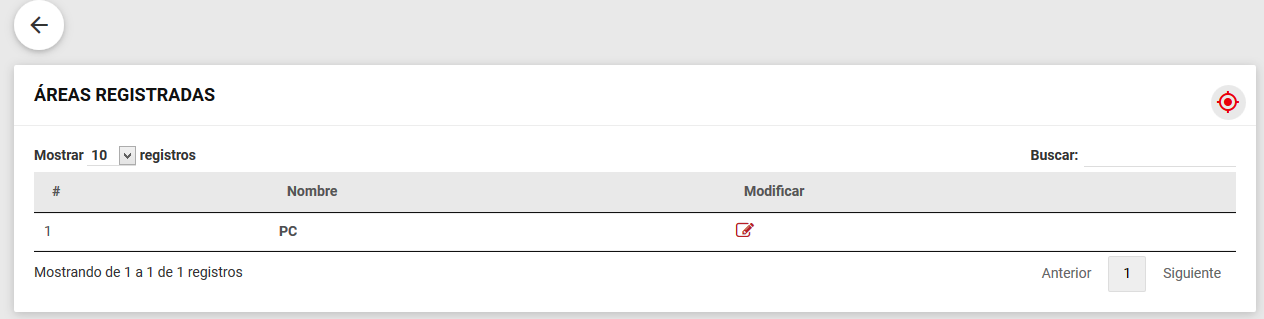 ÁREAS REGISTRADAS
Mostrar 10 registros Buscar:
# Nombre Modificar
1 PC
Mostrando de 1 a 1 de 1 registros Anterior 1 Siguiente